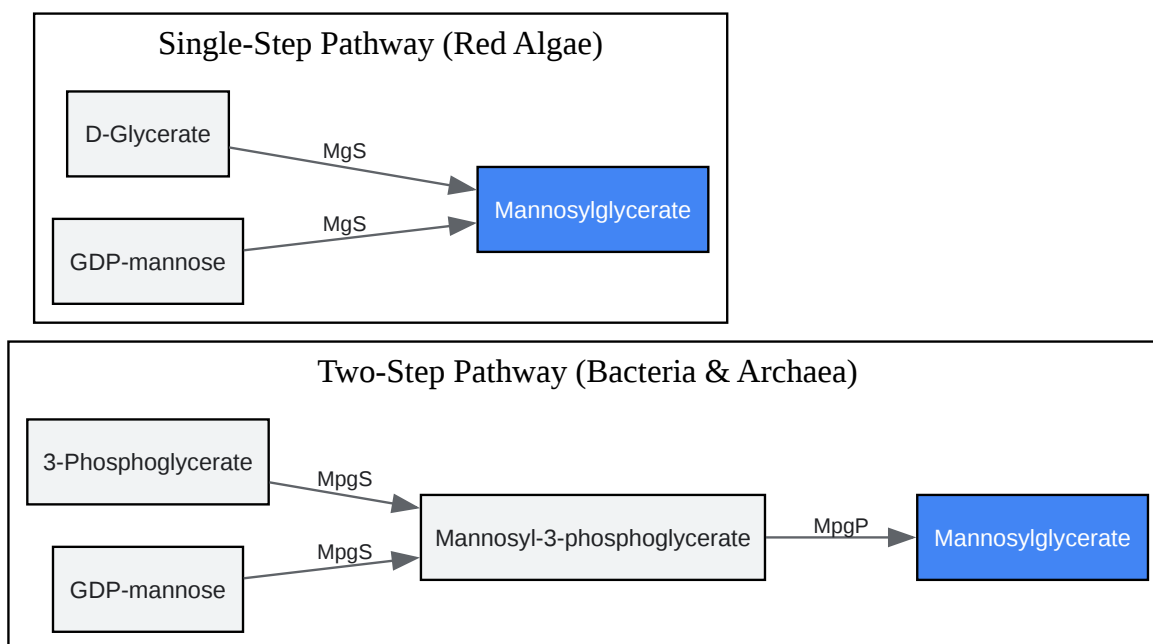 Single-Step Pathway (Red Algae)
D-Glycerate
MgS
Mannosylglycerate
MgS
GDP-mannose
Two-Step Pathway (Bacteria & Archaea)
3-Phosphoglycerate
MpgS
Mannosyl-3-phosphoglycerate
MpgP
Mannosylglycerate
MpgS
GDP-mannose